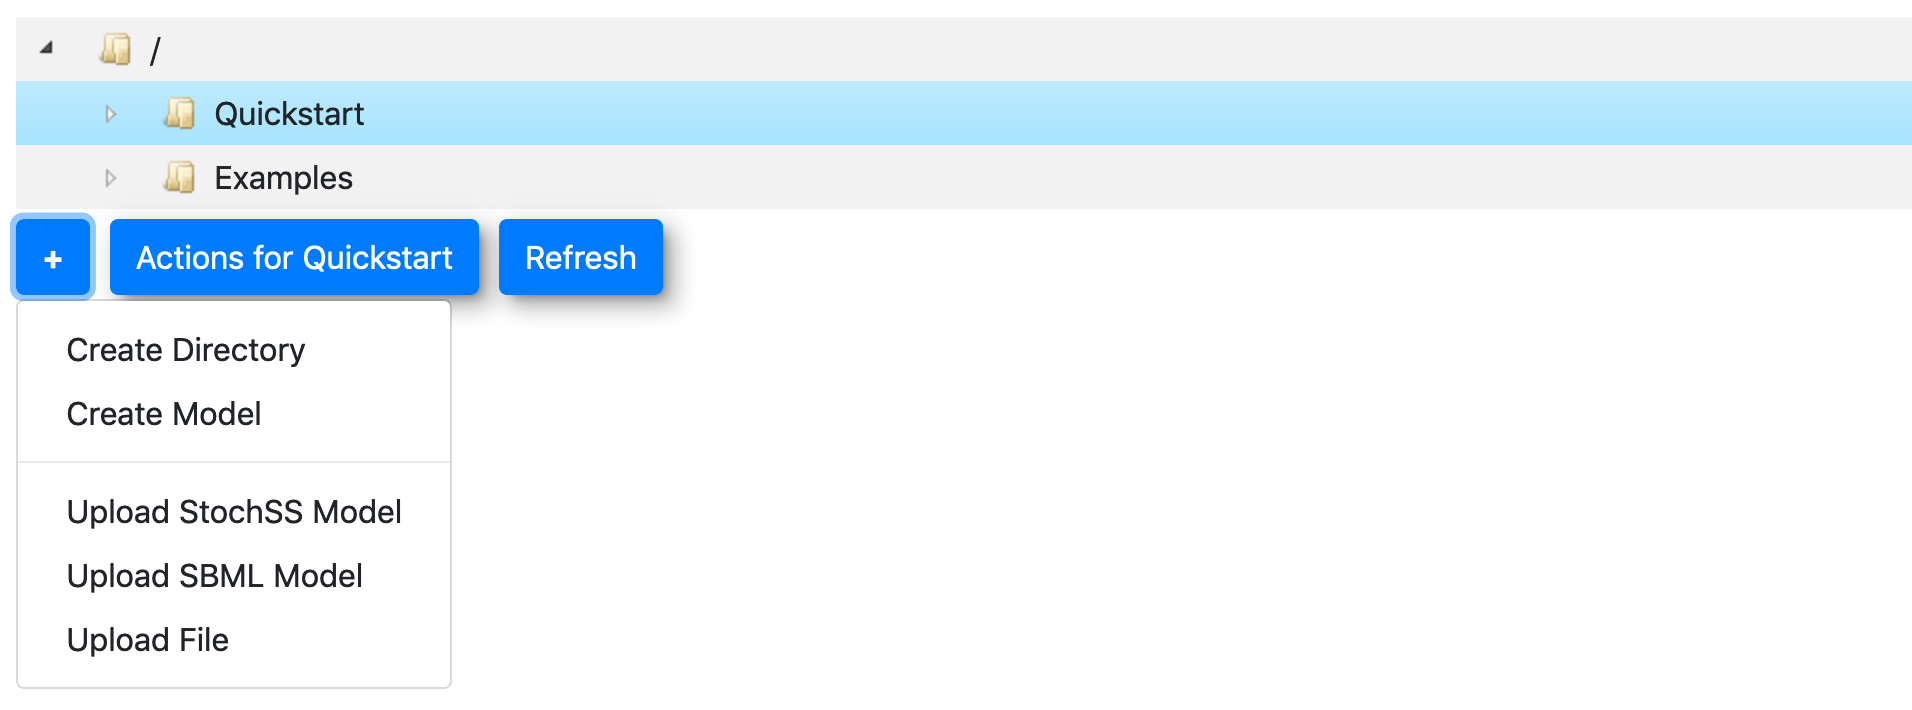 /
Quickstart
Examples
+ Actions for Quickstart Refresh
Create Directory
Create Model
Upload StochSS Model
Upload SBML Model
Upload File